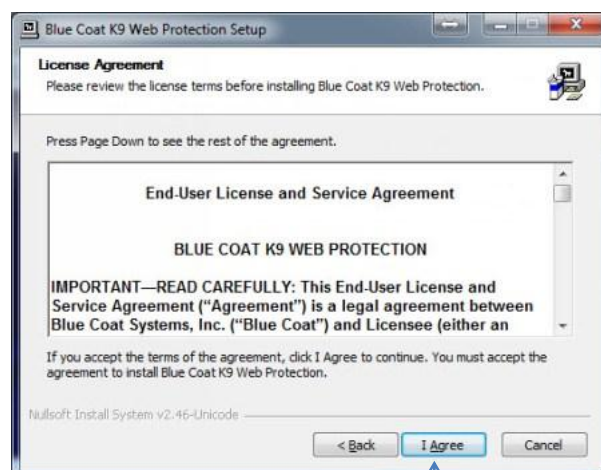 Blue Coat K9 Web Protection Setup
License Agreement
Please review the license terms before installing Blue Coat K9 Web Protection.
Press Page Down to see the rest of the agreement.
End-User License and Service Agreement
BLUE COAT K9 WEB PROTECTION
IMPORTANT—READ CAREFULLY: This End-User License and
Service Agreement (“Agreement”) is a legal agreement between
Blue Coat Systems, Inc. (“Blue Coat”) and Licensee (either an
If you accept the terms of the agreement, click I Agree to continue. You must accept the
agreement to install Blue Coat K9 Web Protection.
Nullsoft Install System v2.46-Unicode
< Back
I Agree
Cancel